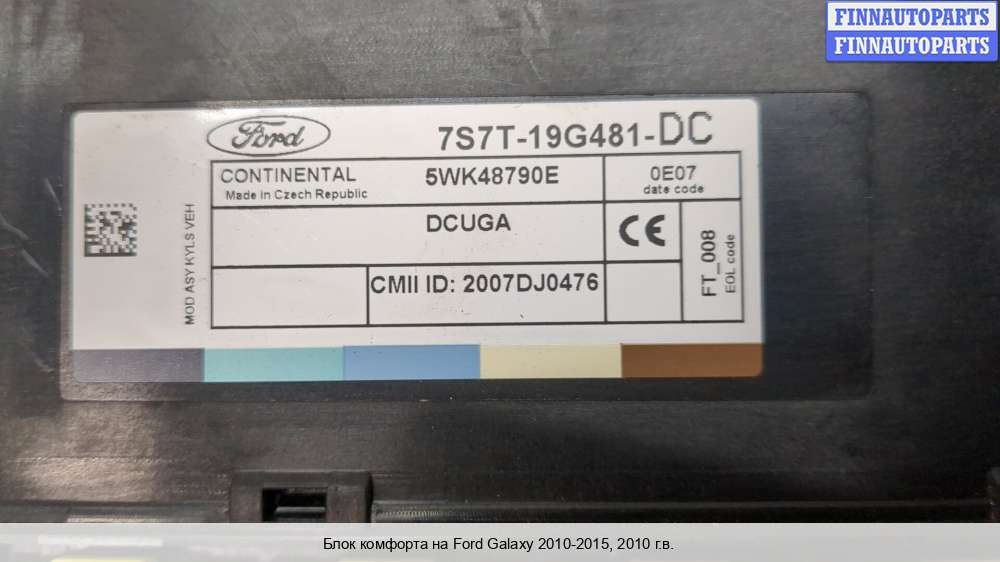 FINNAUTOPARTS
FINNAUTOPARTS
Ford
7S7T-19G481-DC
CONTINENTAL
Made in Czech Republic
5WK48790E
0E07
date code
DCUGA
CMII ID: 2007DJ0476
CE
FT_008
EOL code
MOD ASY KYLS VEH
Блок комфорта на Ford Galaxy 2010-2015, 2010 г.в.